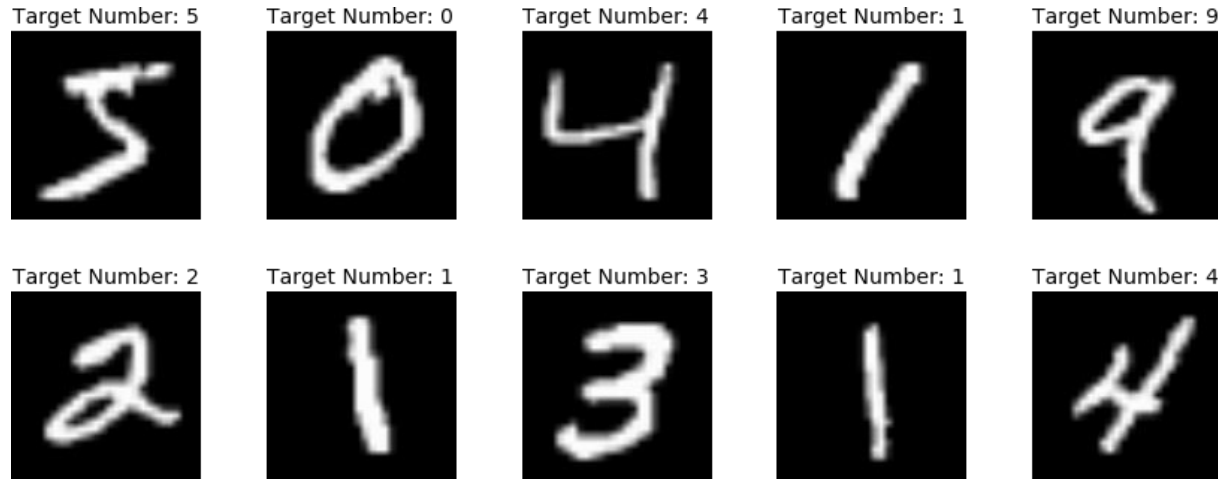 Target Number: 5 Target Number: 0 Target Number: 4 Target Number: 1 Target Number: 9
5 0 4 1 9
Target Number: 2 Target Number: 1 Target Number: 3 Target Number: 1 Target Number: 4
2 1 3 1 4